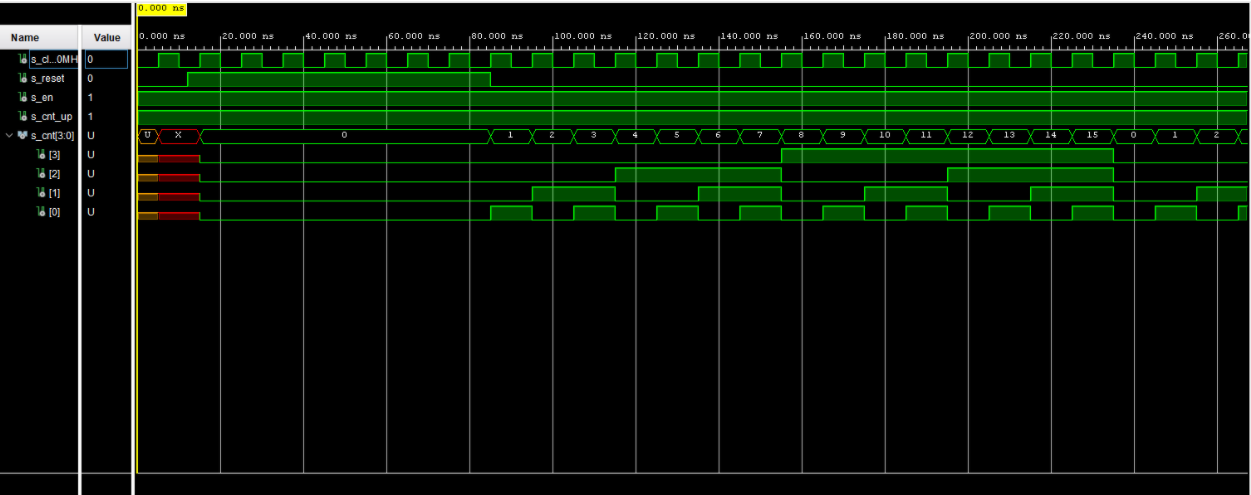 0.000 ns
Name Value 0.000 ns 20.000 ns 40.000 ns 60.000 ns 80.000 ns 100.000 ns 120.000 ns 140.000 ns 160.000 ns 180.000 ns 200.000 ns 220.000 ns 240.000 ns 260.0
s_cl...0MH 0
s_reset 0
s_en 1
s_cnt_up 1
s_cnt[3:0] U U X 0 1 2 3 4 5 6 7 8 9 10 11 12 13 14 15 0 1 2
[3] U
[2] U
[1] U
[0] U